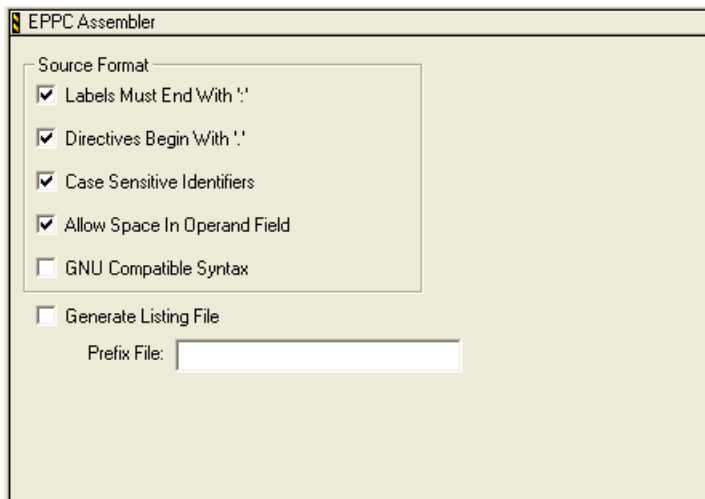 EPPC Assembler
Source Format
Labels Must End With ':'
Directives Begin With '.'
Case Sensitive Identifiers
Allow Space In Operand Field
GNU Compatible Syntax
Generate Listing File
Prefix File: